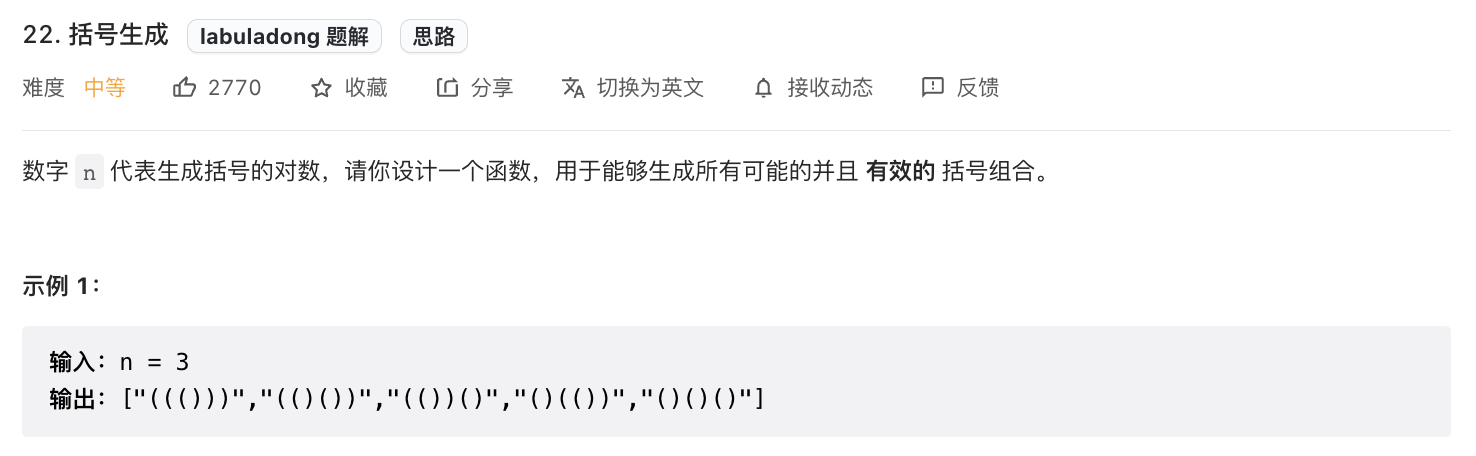 22. 括号生成 labuladong 题解 思路
难度 中等 2770 收藏 分享 切换为英文 接收动态 反馈
数字 n 代表生成括号的对数，请你设计一个函数，用于能够生成所有可能的并且 有效的 括号组合。
示例 1：
输入：n = 3
输出：["((()))","(()())","(())()","()(())","()()()"]